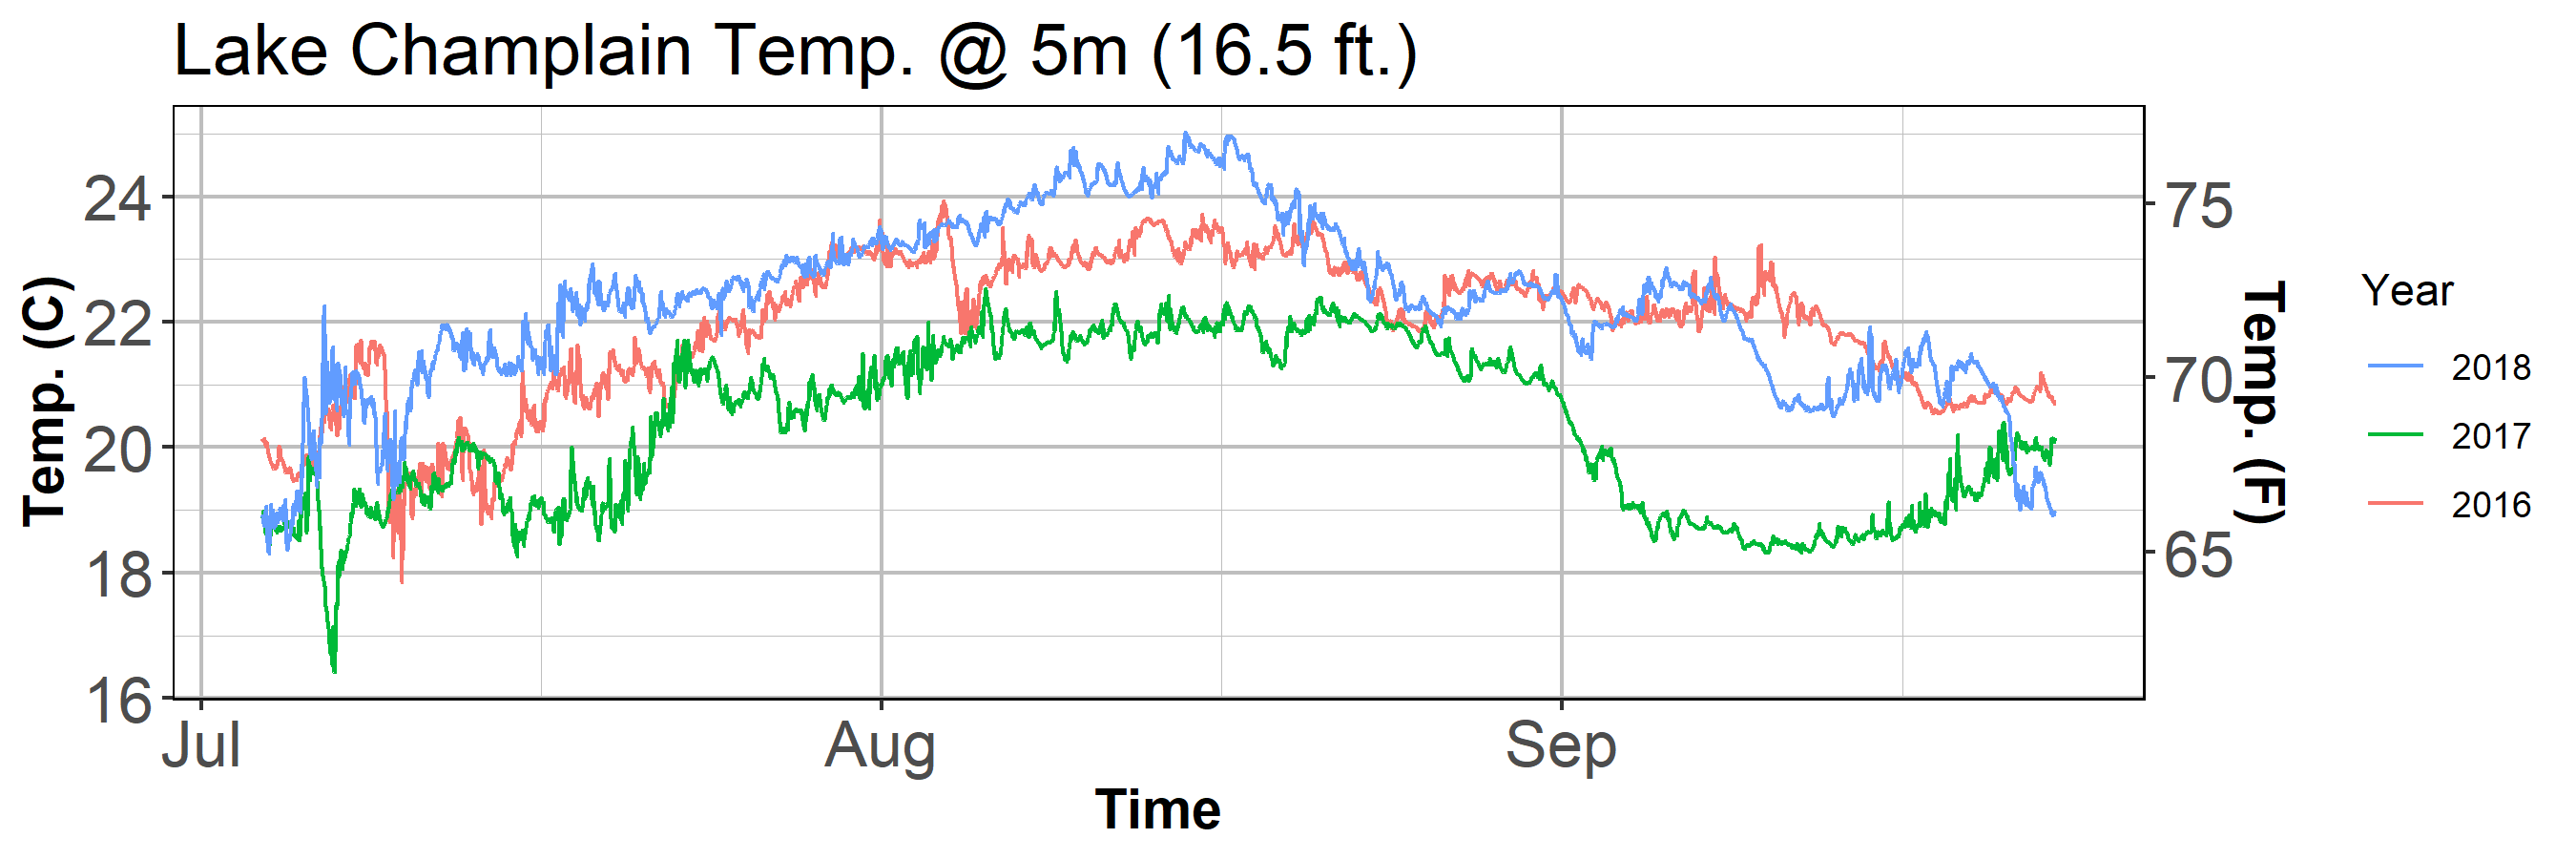 Lake Champlain Temp. @ 5m (16.5 ft.)
Temp. (C)
24
22
20
18
16
Jul
Aug
Sep
Time
75
70
65
Temp. (F)
Year
2018
2017
2016